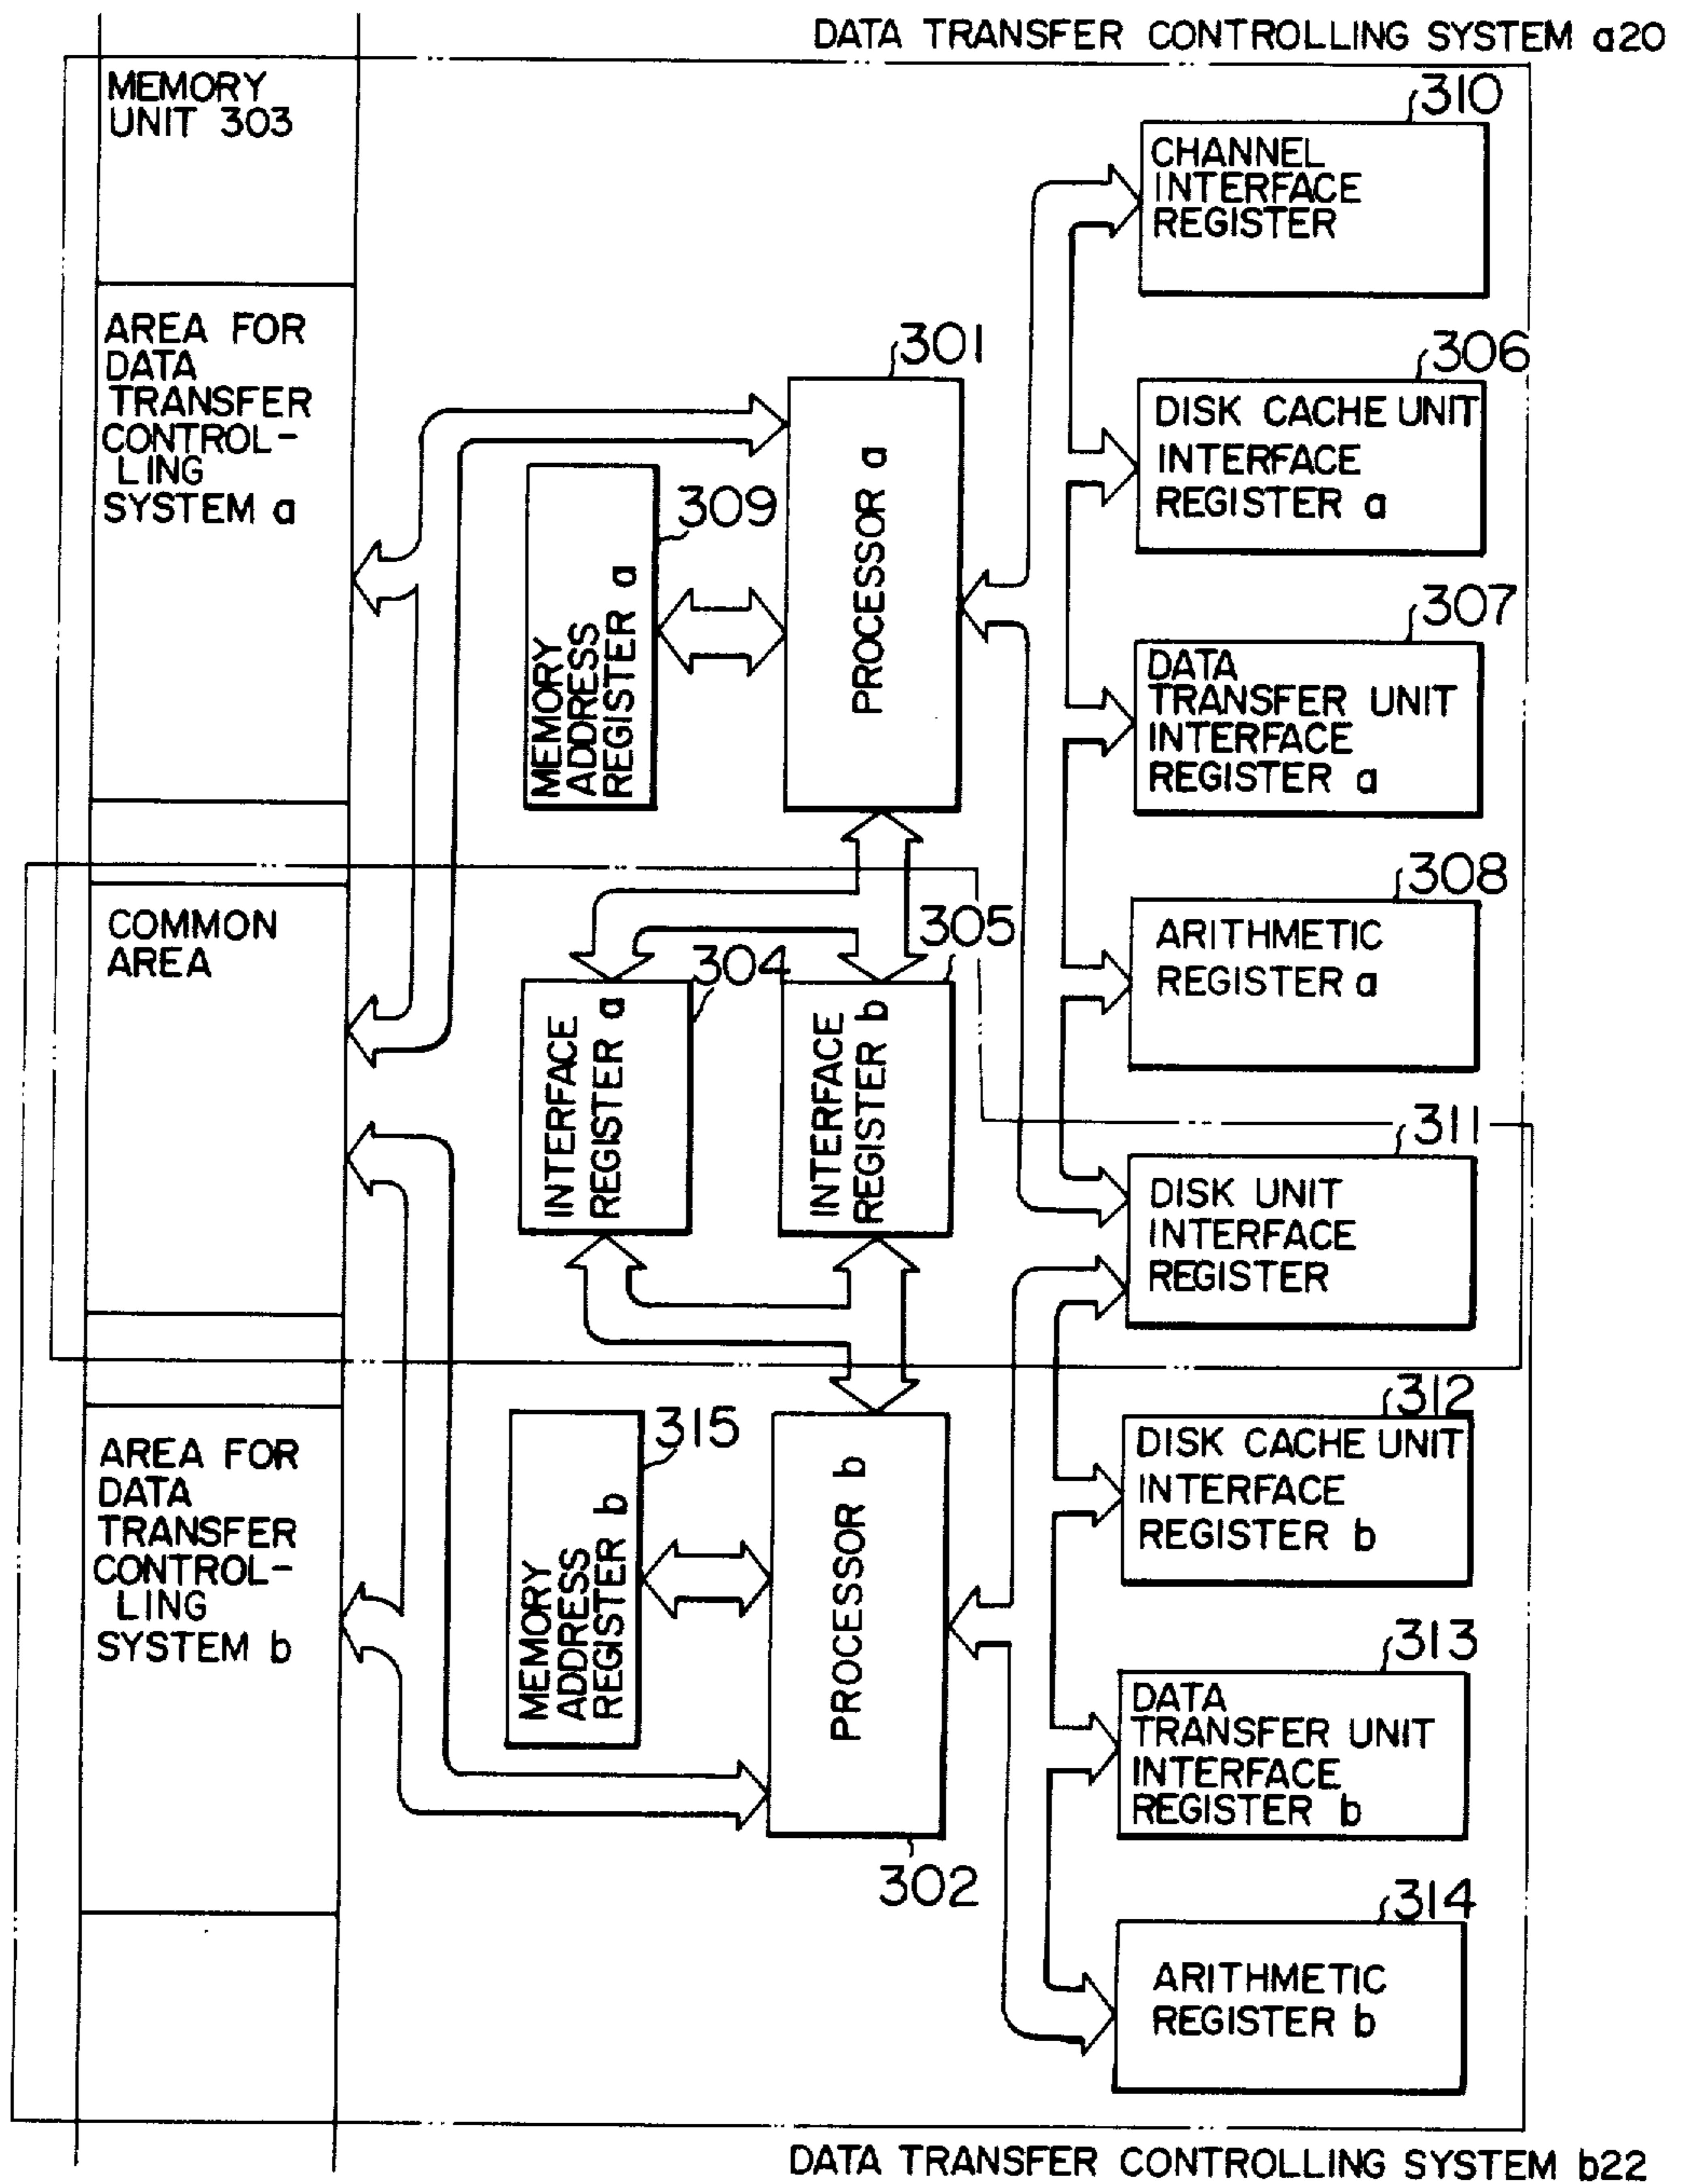 DATA TRANSFER CONTROLLING SYSTEM a20
MEMORY
UNIT 303
310
CHANNEL
INTERFACE
REGISTER
AREA FOR
DATA
TRANSFER
CONTROL-
LING
SYSTEM a
301
PROCESSOR a
309
MEMORY
ADDRESS
REGISTER a
306
DISK CACHE UNIT
INTERFACE
REGISTER a
307
DATA
TRANSFER UNIT
INTERFACE
REGISTER a
308
ARITHMETIC
REGISTER a
COMMON
AREA
304
INTERFACE
REGISTER a
305
INTERFACE
REGISTER b
311
DISK UNIT
INTERFACE
REGISTER
AREA FOR
DATA
TRANSFER
CONTROL-
LING
SYSTEM b
315
MEMORY
ADDRESS
REGISTER b
PROCESSOR b
302
312
DISK CACHE UNIT
INTERFACE
REGISTER b
313
DATA
TRANSFER UNIT
INTERFACE
REGISTER b
314
ARITHMETIC
REGISTER b
DATA TRANSFER CONTROLLING SYSTEM b22